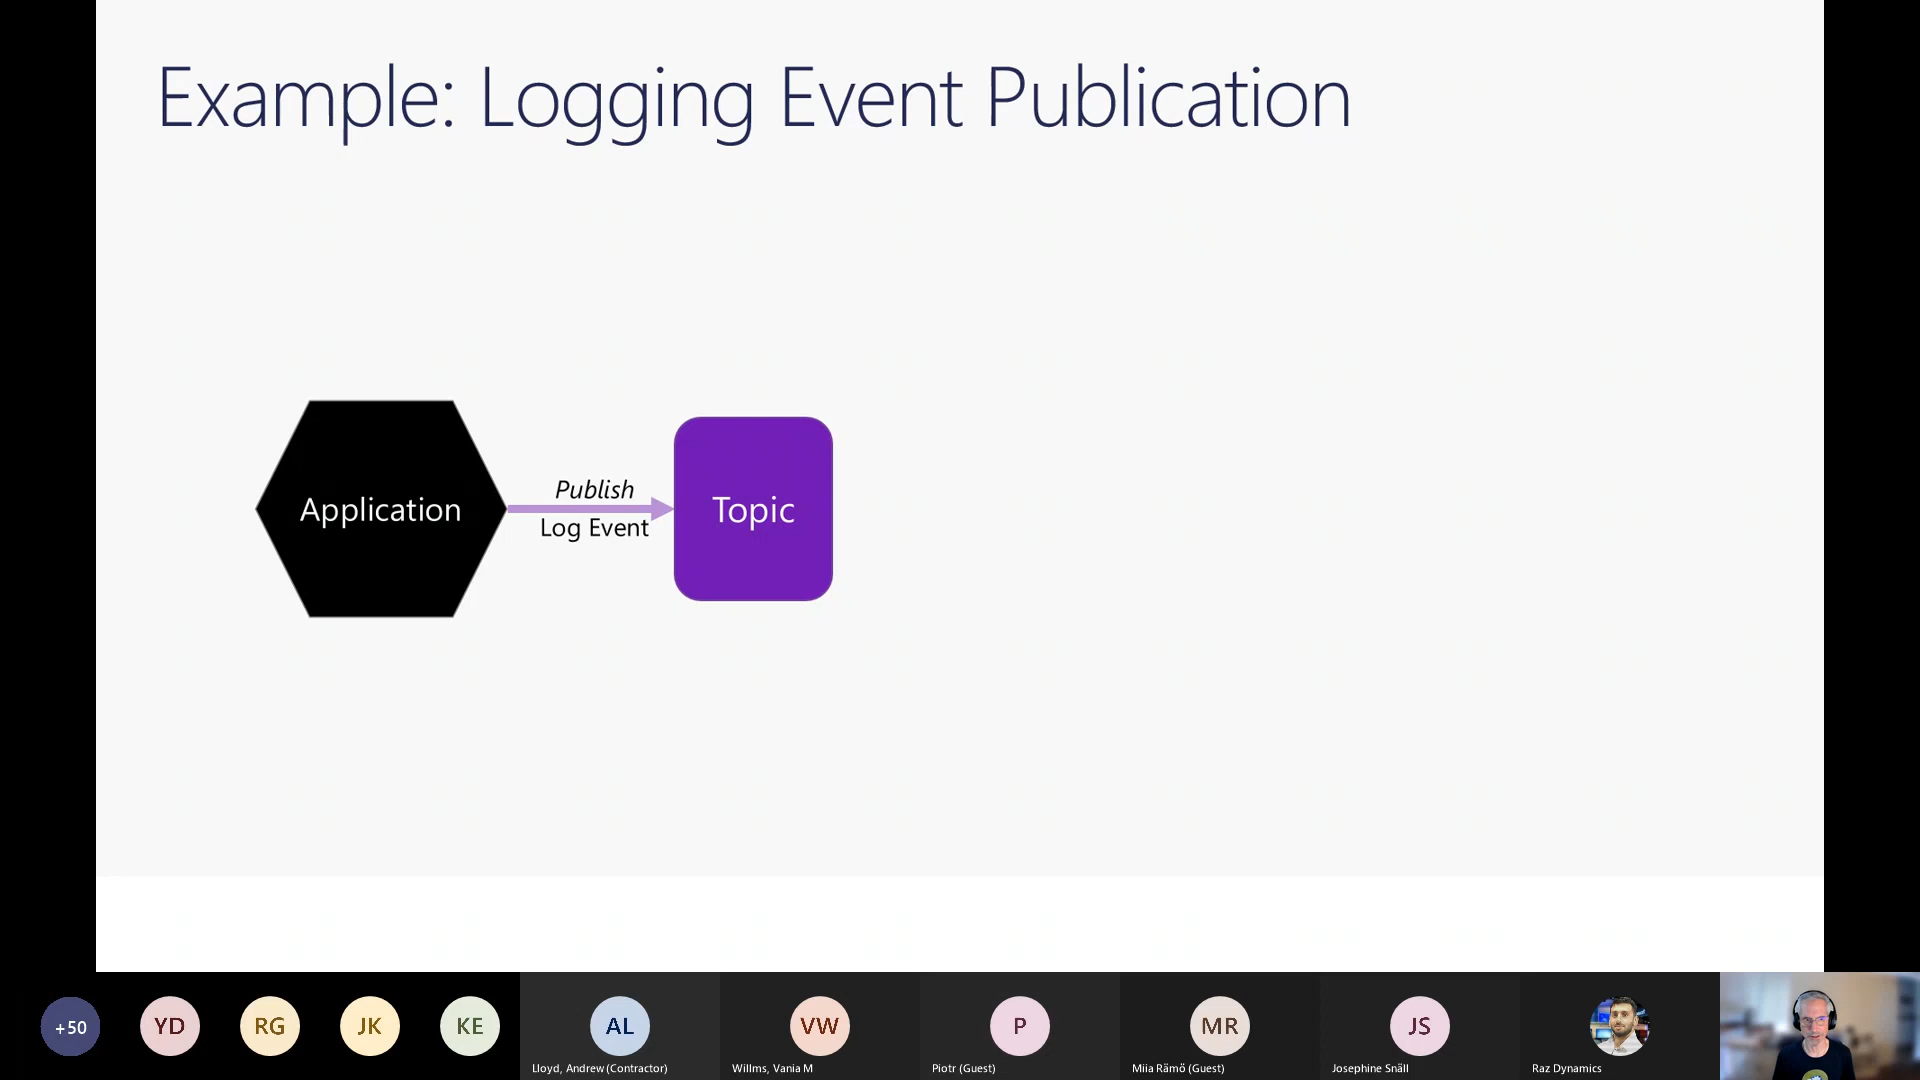 Example: Logging Event Publication
Application
Publish
Log Event
Topic
+50
YD
RG
JK
KE
AL
VW
P
MR
JS
Lloyd, Andrew (Contractor)
Willms, Vania M
Piotr (Guest)
Miia Rämö (Guest)
Josephine Snäll
Raz Dynamics